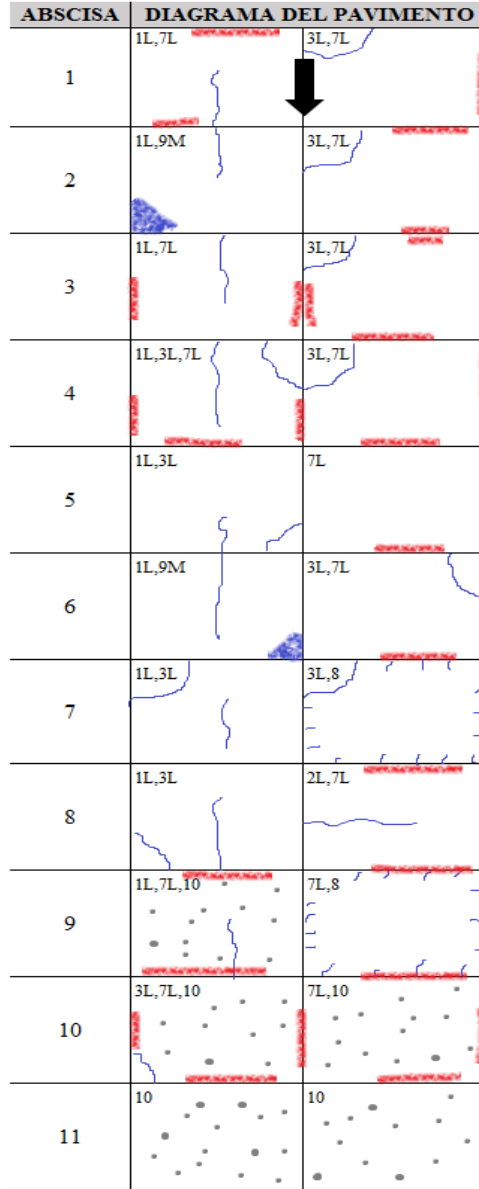 ABSCISA DIAGRAMA DEL PAVIMENTO
1 1L,7L 3L,7L
2 1L,9M 3L,7L
3 1L,7L 3L,7L
4 1L,3L,7L 3L,7L
5 1L,3L 7L
6 1L,9M 3L,7L
7 1L,3L 3L,8
8 1L,3L 2L,7L
9 1L,7L,10 7L,8
10 3L,7L,10 7L,10
11 10 10